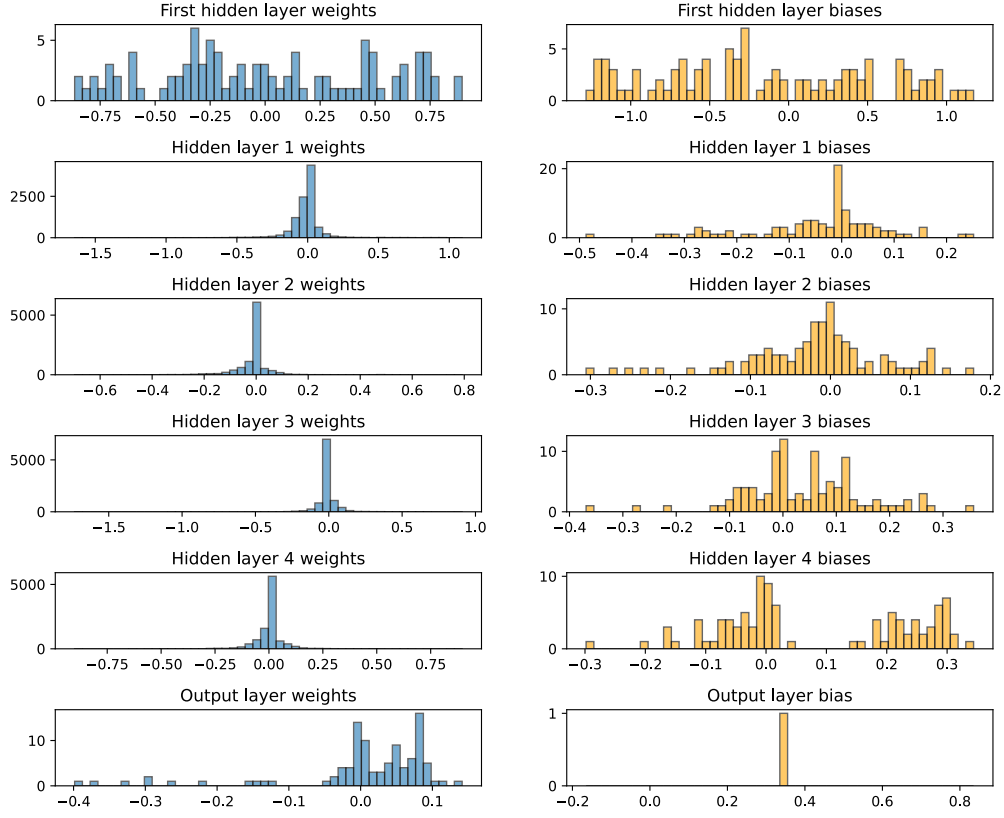 First hidden layer weights
First hidden layer biases
5
0
−0.75 −0.50 −0.25 0.00 0.25 0.50 0.75
5
0
−1.0 −0.5 0.0 0.5 1.0
Hidden layer 1 weights
Hidden layer 1 biases
2500
0
−1.5 −1.0 −0.5 0.0 0.5 1.0
20
0
−0.5 −0.4 −0.3 −0.2 −0.1 0.0 0.1 0.2
Hidden layer 2 weights
Hidden layer 2 biases
5000
0
−0.6 −0.4 −0.2 0.0 0.2 0.4 0.6 0.8
10
0
−0.3 −0.2 −0.1 0.0 0.1 0.2
Hidden layer 3 weights
Hidden layer 3 biases
5000
0
−1.5 −1.0 −0.5 0.0 0.5 1.0
10
0
−0.4 −0.3 −0.2 −0.1 0.0 0.1 0.2 0.3
Hidden layer 4 weights
Hidden layer 4 biases
5000
0
−0.75 −0.50 −0.25 0.00 0.25 0.50 0.75
10
0
−0.3 −0.2 −0.1 0.0 0.1 0.2 0.3
Output layer weights
Output layer bias
10
0
−0.4 −0.3 −0.2 −0.1 0.0 0.1
1
0
−0.2 0.0 0.2 0.4 0.6 0.8